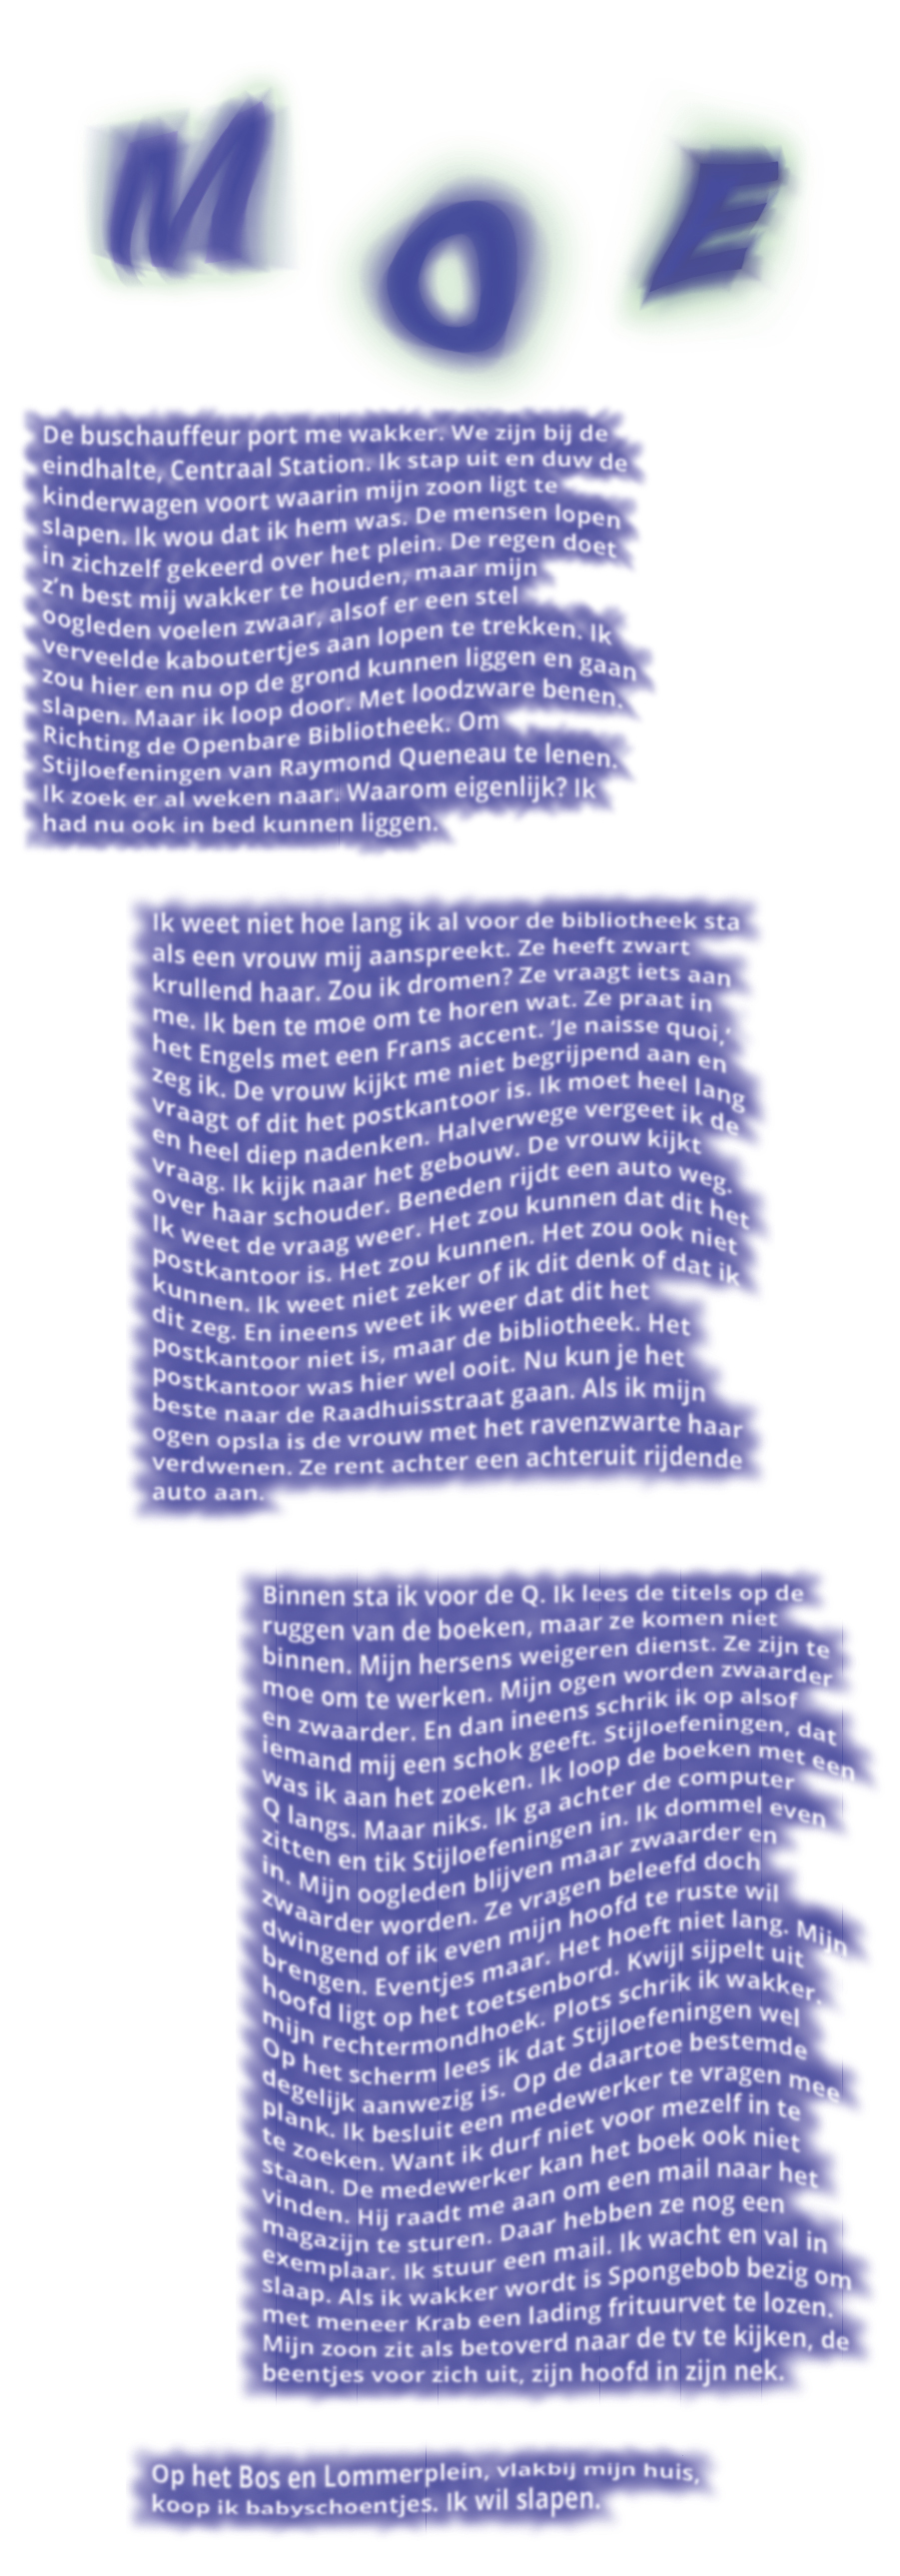 MOE
De buschauffeur port me wakker. We zijn bij de
eindhalte, Centraal Station. Ik stap uit en duw de
kinderwagen voort waarin mijn zoon ligt te
slapen. Ik wou dat ik hem was. De mensen lopen
in zichzelf gekeerd over het plein. De regen doet
z’n best mij wakker te houden, maar mijn
oogleden voelen zwaar, alsof er een stel
verveelde kaboutertjes aan lopen te trekken. Ik
zou hier en nu op de grond kunnen liggen en gaan
slapen. Maar ik loop door. Met loodzware benen.
Richting de Openbare Bibliotheek. Om
Stijloefeningen van Raymond Queneau te lenen.
Ik zoek er al weken naar. Waarom eigenlijk? Ik
had nu ook in bed kunnen liggen.
Ik weet niet hoe lang ik al voor de bibliotheek sta
als een vrouw mij aanspreekt. Ze heeft zwart
krullend haar. Zou ik dromen? Ze vraagt iets aan
me. Ik ben te moe om te horen wat. Ze praat in
het Engels met een Frans accent. ‘Je naisse quoi,’
zeg ik. De vrouw kijkt me niet begrijpend aan en
vraagt of dit het postkantoor is. Ik moet heel lang
en heel diep nadenken. Halverwege vergeet ik de
vraag. Ik kijk naar het gebouw. De vrouw kijkt
over haar schouder. Beneden rijdt een auto weg.
Ik weet de vraag weer. Het zou kunnen dat dit het
postkantoor is. Het zou kunnen. Het zou ook niet
kunnen. Ik weet niet zeker of ik dit denk of dat ik
dit zeg. En ineens weet ik weer dat dit het
postkantoor niet is, maar de bibliotheek. Het
postkantoor was hier wel ooit. Nu kun je het
beste naar de Raadhuisstraat gaan. Als ik mijn
ogen opsla is de vrouw met het ravenzwarte haar
verdwenen. Ze rent achter een achteruit rijdende
auto aan.
Binnen sta ik voor de Q. Ik lees de titels op de
ruggen van de boeken, maar ze komen niet
binnen. Mijn hersens weigeren dienst. Ze zijn te
moe om te werken. Mijn ogen worden zwaarder
en zwaarder. En dan ineens schrik ik op alsof
iemand mij een schok geeft. Stijloefeningen, dat
was ik aan het zoeken. Ik loop de boeken met een
Q langs. Maar niks. Ik ga achter de computer
zitten en tik Stijloefeningen in. Ik dommel even
in. Mijn oogleden blijven maar zwaarder en
zwaarder worden. Ze vragen beleefd doch
dwingend of ik even mijn hoofd te ruste wil
brengen. Eventjes maar. Het hoeft niet lang. Mijn
hoofd ligt op het toetsenbord. Kwijl sijpelt uit
mijn rechtermondhoek. Plots schrik ik wakker.
Op het scherm lees ik dat Stijloefeningen wel
degelijk aanwezig is. Op de daartoe bestemde
plank. Ik besluit een medewerker te vragen mee
te zoeken. Want ik durf niet voor mezelf in te
staan. De medewerker kan het boek ook niet
vinden. Hij raadt me aan om een mail naar het
magazijn te sturen. Daar hebben ze nog een
exemplaar. Ik stuur een mail. Ik wacht en val in
slaap. Als ik wakker wordt is Spongebob bezig om
met meneer Krab een lading frituurvet te lozen.
Mijn zoon zit als betoverd naar de tv te kijken, de
beentjes voor zich uit, zijn hoofd in zijn nek.
Op het Bos en Lommerplein, vlakbij mijn huis,
koop ik babyschoentjes. Ik wil slapen.